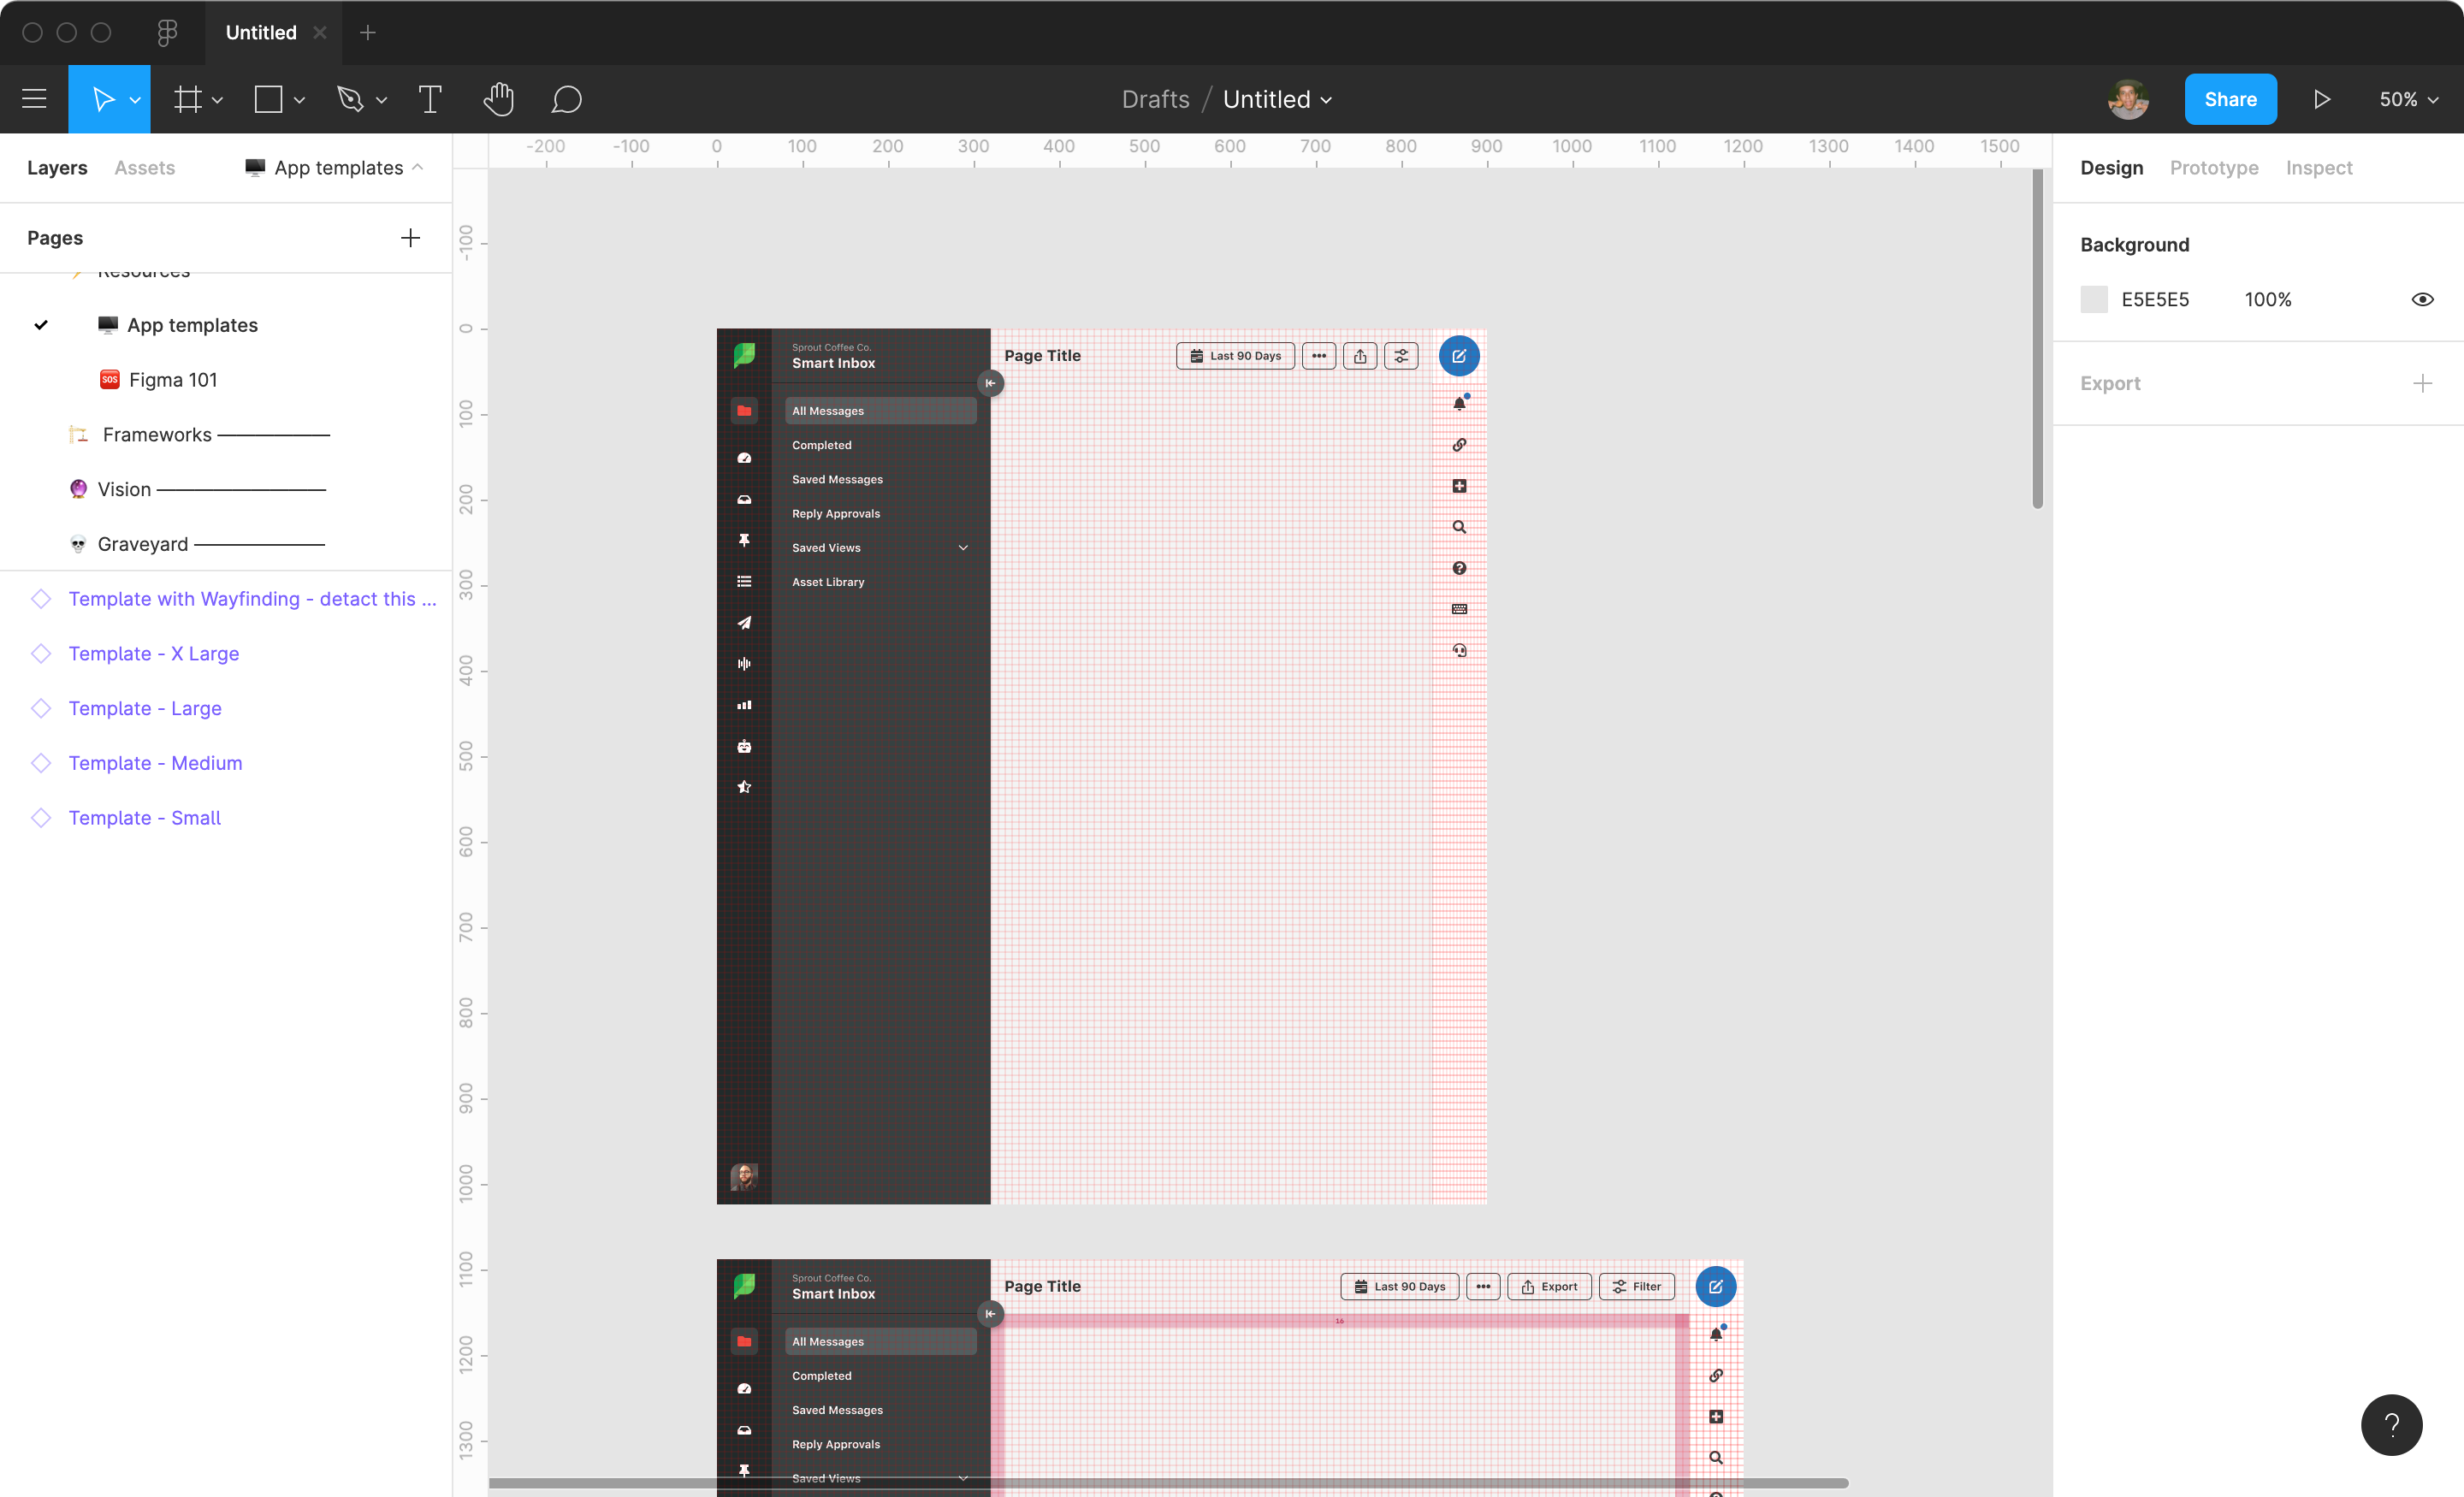 Untitled
Drafts / Untitled
Share
50%
Layers
Assets
App templates
Pages
Resources
App templates
SOS Figma 101
Frameworks ——————
Vision —————————
Graveyard ———————
Template with Wayfinding - detact this ...
Template - X Large
Template - Large
Template - Medium
Template - Small
-200 -100 0 100 200 300 400 500 600 700 800 900 1000 1100 1200 1300 1400 1500
-100
0
100
200
300
400
500
600
700
800
900
1000
1100
1200
1300
Sprout Coffee Co.
Smart Inbox
All Messages
Completed
Saved Messages
Reply Approvals
Saved Views
Asset Library
Page Title
Last 90 Days
Sprout Coffee Co.
Smart Inbox
All Messages
Completed
Saved Messages
Reply Approvals
Saved Views
Page Title
Last 90 Days
Export
Filter
16
Design
Prototype
Inspect
Background
E5E5E5 100%
Export
?